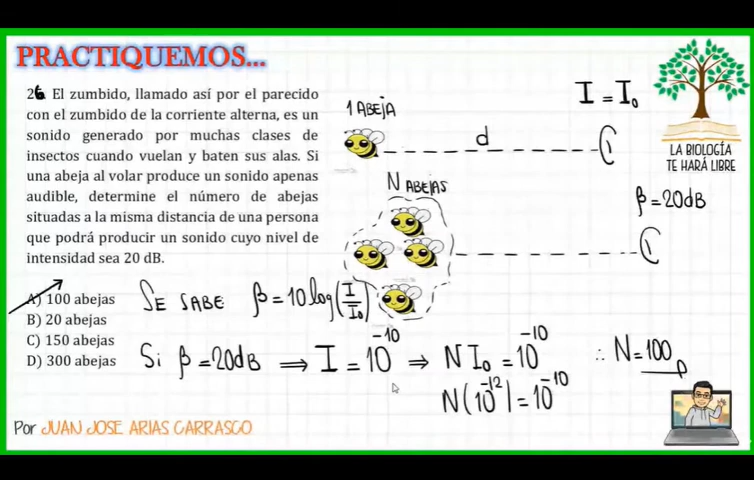 PRACTIQUEMOS...
26 El zumbido, llamado así por el parecido
con el zumbido de la corriente alterna, es un
sonido generado por muchas clases de
insectos cuando vuelan y baten sus alas. Si
una abeja al volar produce un sonido apenas
audible, determine el número de abejas
situadas a la misma distancia de una persona
que podrá producir un sonido cuyo nivel de
intensidad sea 20 dB.
A) 100 abejas
B) 20 abejas
C) 150 abejas
D) 300 abejas
1 ABEJA
d
I = I₀
N ABEJAS
β = 20dB
LA BIOLOGÍA
TE HARÁ LIBRE
SE SABE β = 10 log(I/I₀)
Si β = 20dB ⟹ I = 10⁻¹⁰ ⟹ N I₀ = 10⁻¹⁰ ∴ N = 100
N(10⁻¹²) = 10⁻¹⁰
Por JUAN JOSE ARIAS CARRASCO